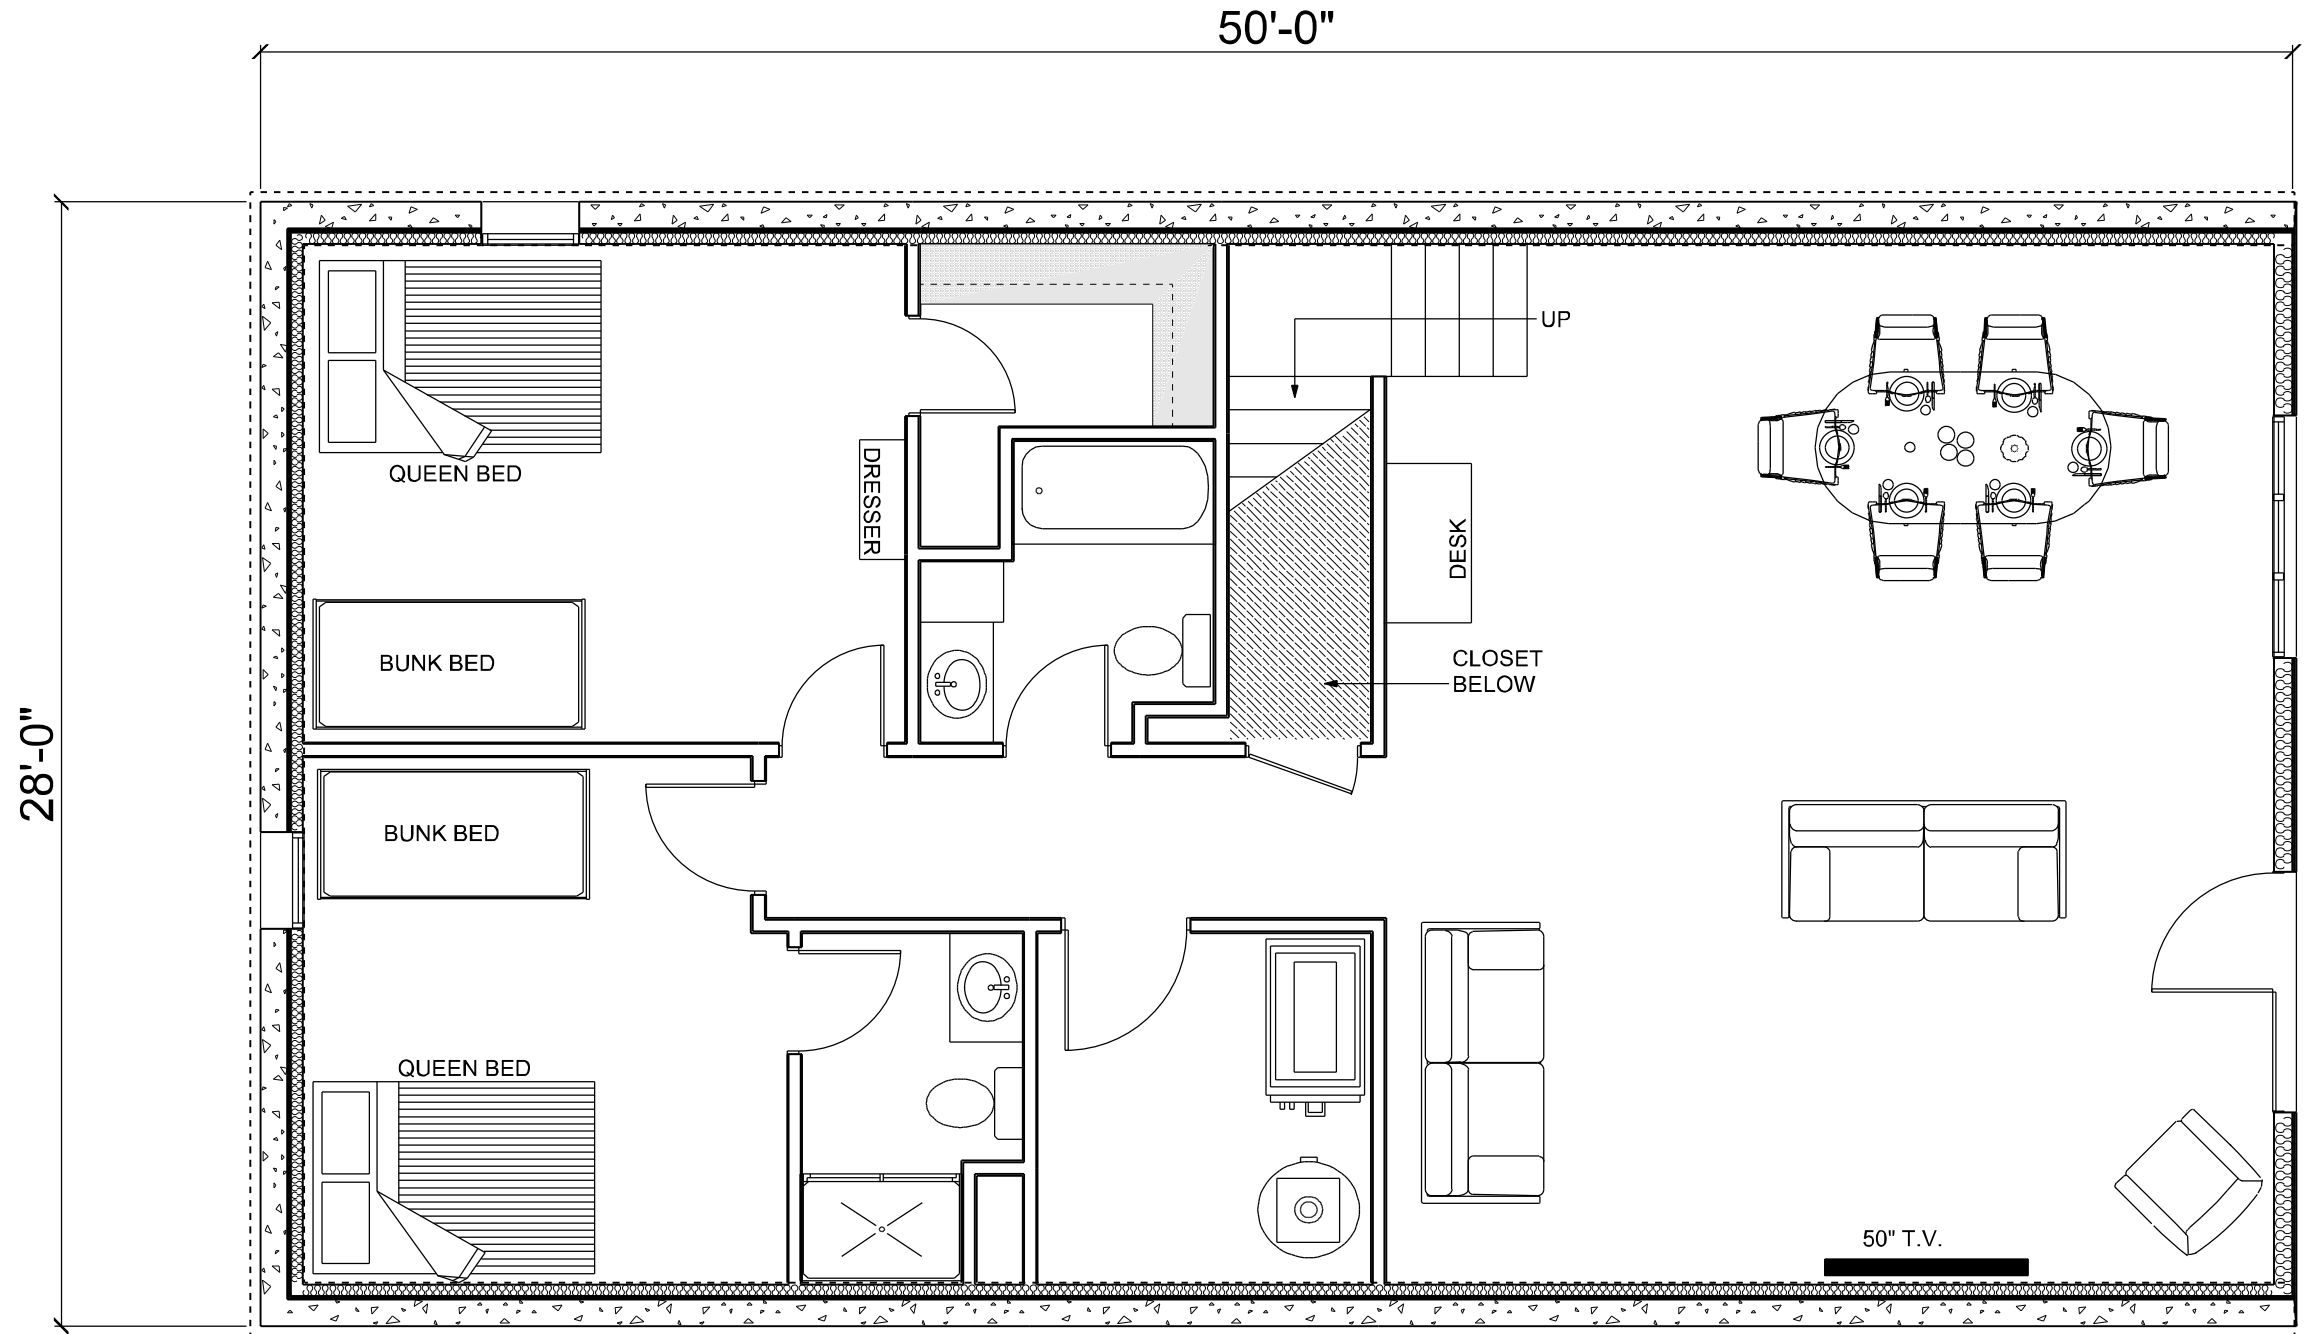 50'-0"
UP
QUEEN BED
DRESSER
DESK
BUNK BED
CLOSET
BELOW
28'-0"
BUNK BED
QUEEN BED
50" T.V.